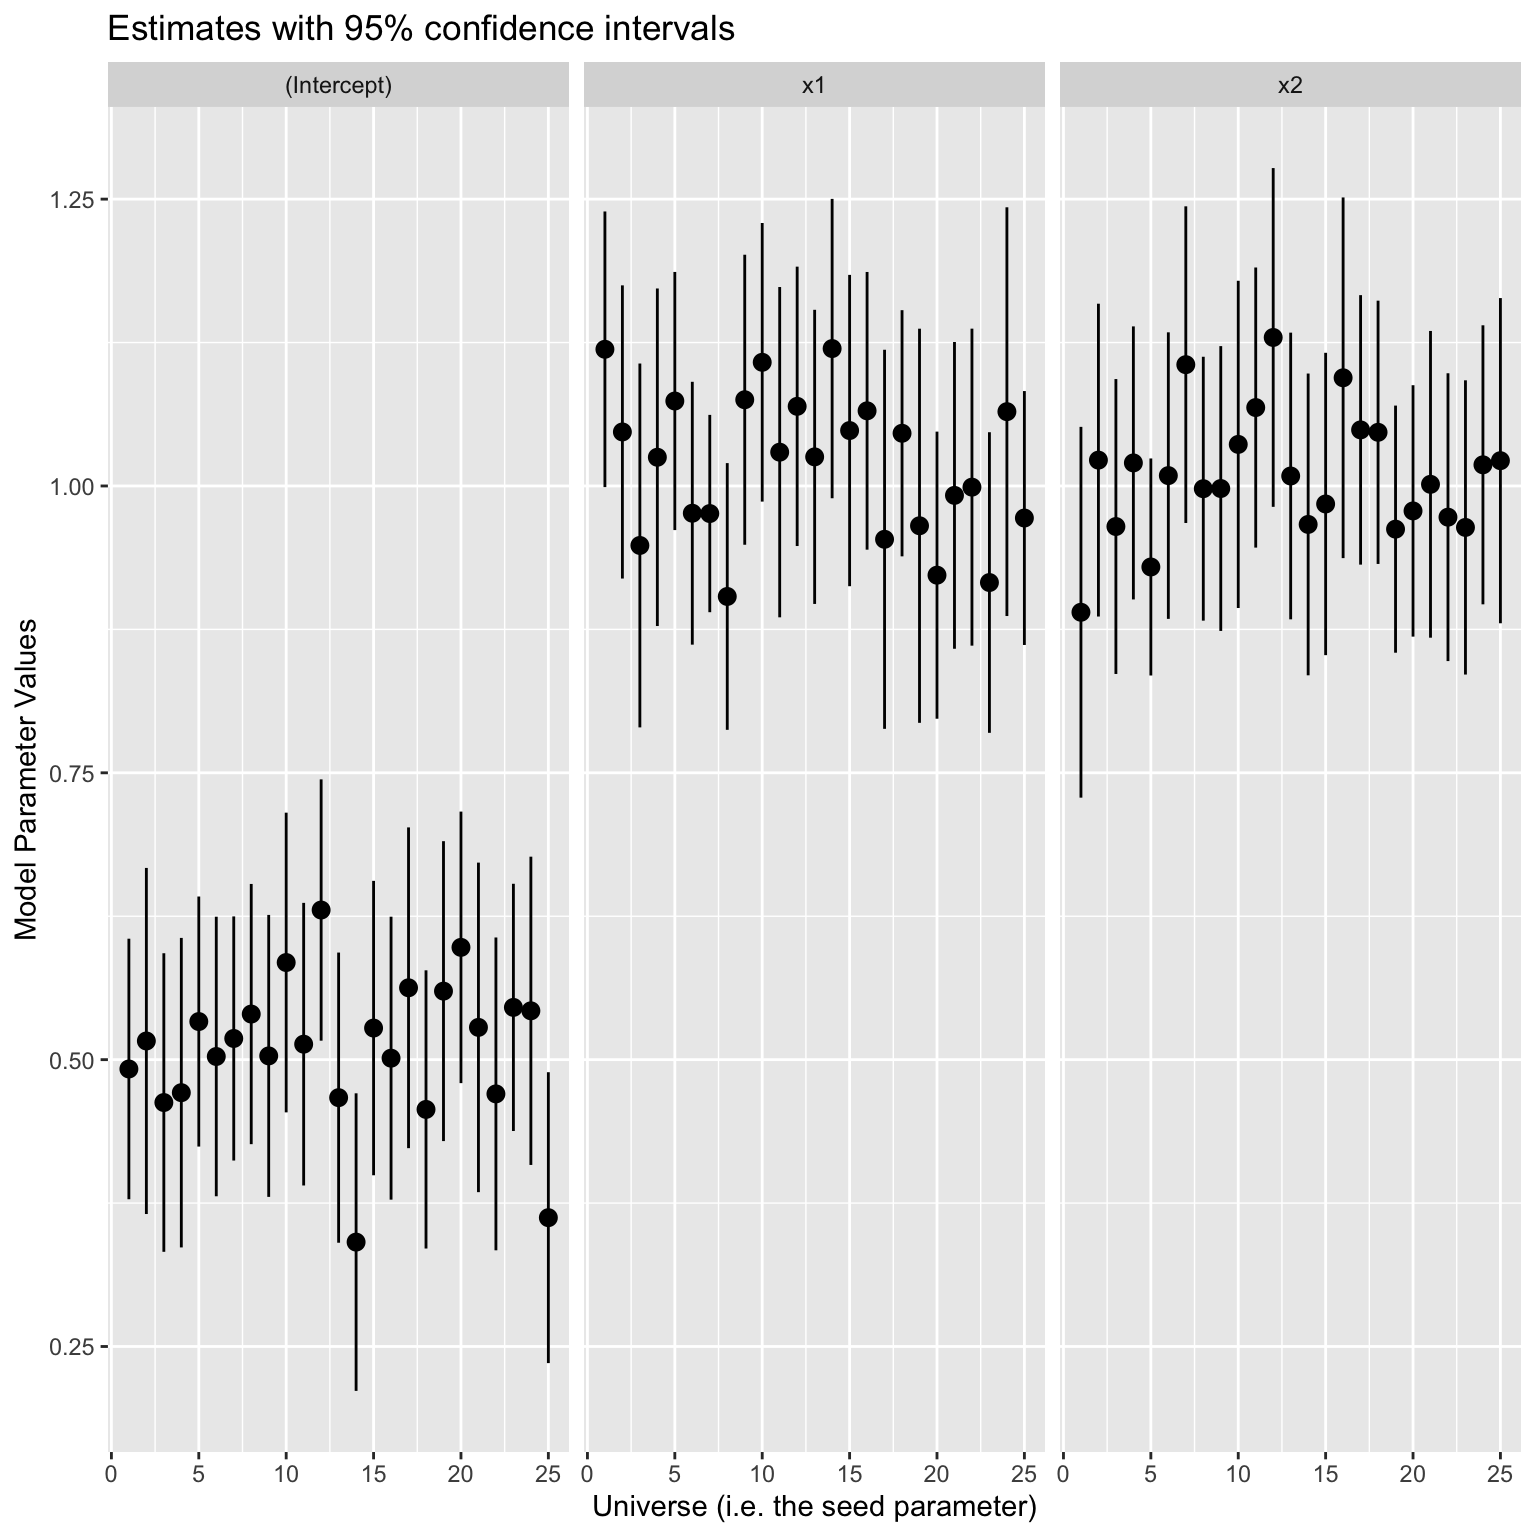 Estimates with 95% confidence intervals
(Intercept) x1 x2
Model Parameter Values
1.25
1.00
0.75
0.50
0.25
0 5 10 15 20 25 0 5 10 15 20 25 0 5 10 15 20 25
Universe (i.e. the seed parameter)